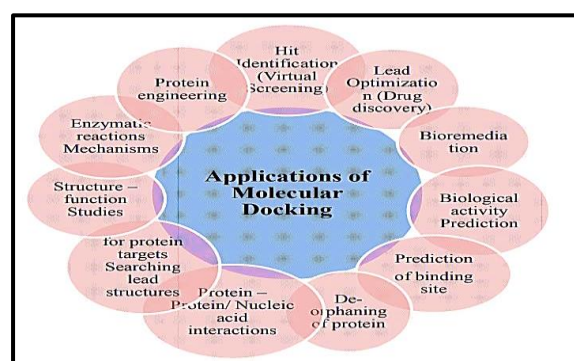 Hit
Identification
(Virtual
Screening)
Lead
Optimizatio
n (Drug
discovery)
Bioremedia
tion
Biological
activity
Prediction
Prediction
of binding
site
De-
orphaning
of protein
Protein –
Protein/ Nucleic
acid
interactions
for protein
targets
Searching
lead
structures
Structure –
function
Studies
Enzymatic
reactions
Mechanisms
Protein
engineering
Applications of
Molecular
Docking